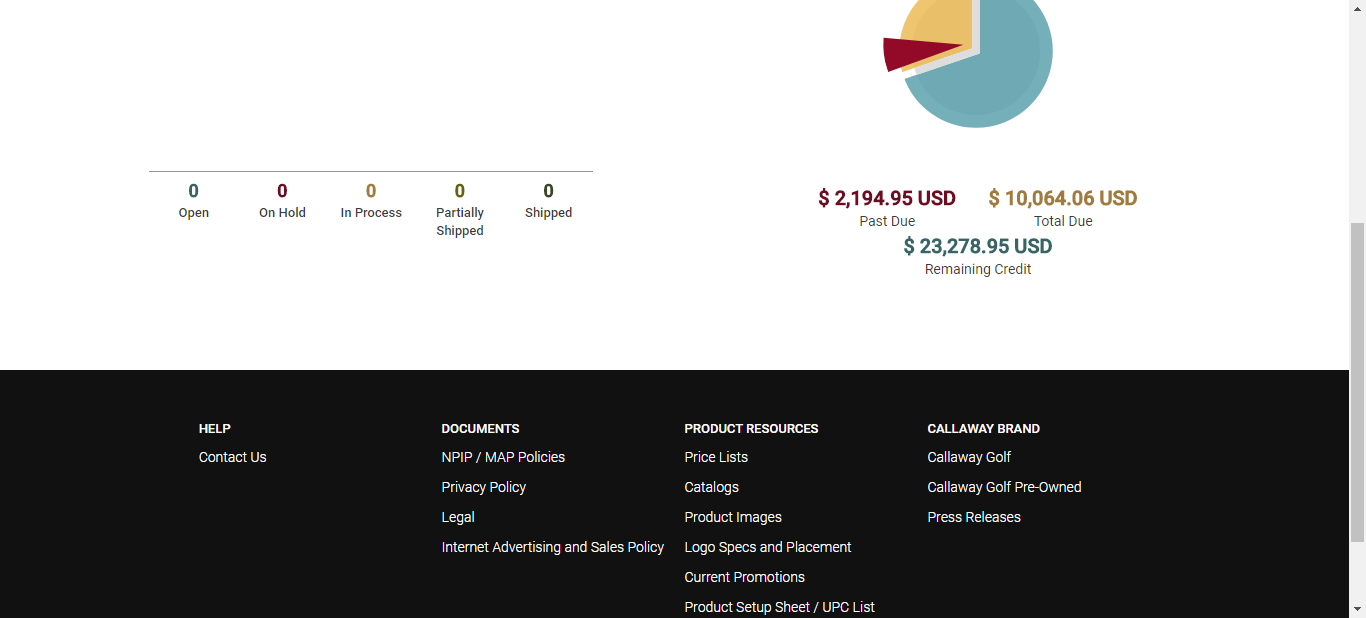 0 0 0 0 0
Open On Hold In Process Partially Shipped Shipped
$ 2,194.95 USD $ 10,064.06 USD
Past Due Total Due
$ 23,278.95 USD
Remaining Credit
HELP
Contact Us
DOCUMENTS
NPIP / MAP Policies
Privacy Policy
Legal
Internet Advertising and Sales Policy
PRODUCT RESOURCES
Price Lists
Catalogs
Product Images
Logo Specs and Placement
Current Promotions
Product Setup Sheet / UPC List
CALLAWAY BRAND
Callaway Golf
Callaway Golf Pre-Owned
Press Releases